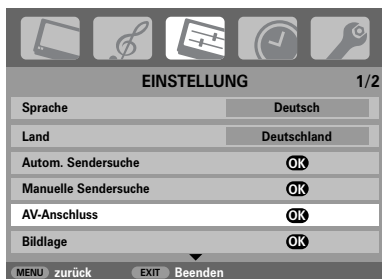 EINSTELLUNG 1/2
Sprache Deutsch
Land Deutschland
Autom. Sendersuche OK
Manuelle Sendersuche OK
AV-Anschluss OK
Bildlage OK
MENU zurück EXIT Beenden